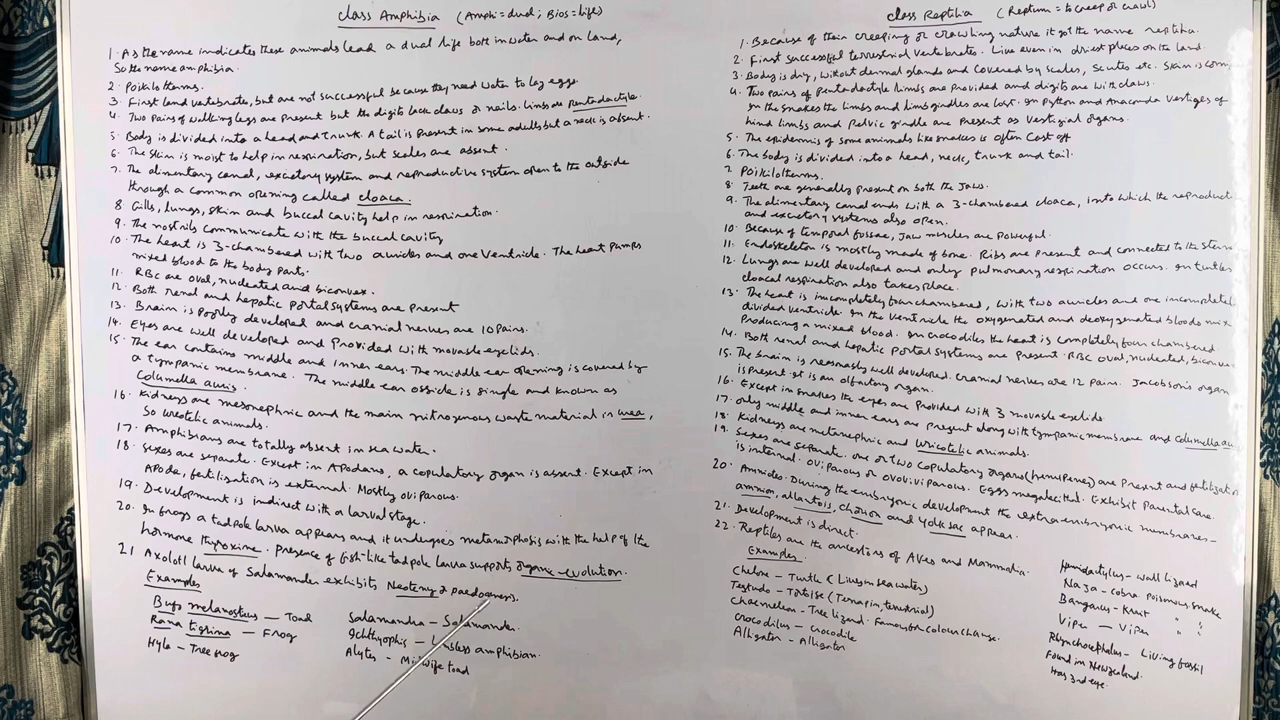 class Amphibia (Amphi = dual; Bios = life)
1. As the name indicates these animals lead a dual life both in water and on land,
So the name amphibia.
2. Poikilotherms.
3. First land vertebrates, but are not successful because they need water to lay eggs.
4. Two pairs of walking legs are present but the digits lack claws or nails. Limbs are pentadactyle.
5. Body is divided into a head and trunk. A tail is present in some adults but a neck is absent.
6. The skin is moist to help in respiration, but scales are absent.
7. The alimentary canal, excretory system and reproductive system open to the outside
through a common opening called cloaca.
8. Gills, lungs, skin and buccal cavity help in respiration.
9. The nostrils communicate with the buccal cavity
10. The heart is 3-chambered with two auricles and one ventricle. The heart pumps
mixed blood to the body parts.
11. RBC are oval, nucleated and biconvex.
12. Both renal and hepatic portal systems are present
13. Brain is poorly developed and cranial nerves are 10 pairs.
14. Eyes are well developed and provided with movable eyelids.
15. The ear contains middle and inner ears. The middle ear opening is covered by
a tympanic membrane. The middle ear ossicle is single and known as
Columella auris.
16. Kidneys are mesonephric and the main nitrogenous waste material in urea,
So ureotelic animals.
17. Amphibians are totally absent in sea water.
18. Sexes are separate. Except in Apodans, a copulatory organ is absent. Except in
Apoda, fertilization is external. Mostly oviparous.
19. Development is indirect with a larval stage.
20. In frogs a tadpole larva appears and it undergoes metamorphosis with the help of the
hormone thyroxine. Presence of fish-like tadpole larva supports organic-evolution.
21. Axolotl larva of Salamander exhibits Neoteny & paedogenesis.
Examples
Bufo melanostius — Toad
Rana tigrina — Frog
Hyla — Tree frog
Salamandra — Salamander.
Ichthyophis — Limbless amphibian.
Alytes — Midwife toad
class Reptilia (Reptum = to creep or crawl)
1. Because of their creeping or crawling nature it got the name reptilia.
2. First successful terrestrial vertebrates. Live even in driest places on the land.
3. Body is dry, without dermal glands and covered by scales, scutes etc. Skin is
4. Two pairs of pentadactyle limbs are provided and digits are with claws.
In the snakes the limbs and limb girdles are lost. In Python and Anaconda vestiges of
hind limbs and pelvic girdle are present as vestigial organs.
5. The epidermis of some animals like snakes is often cast off
6. The body is divided into a head, neck, trunk and tail.
7. Poikilotherms.
8. Teeth are generally present on both the jaws.
9. The alimentary canal ends with a 3-chambered cloaca, into which the reproducti
and excretory systems also open.
10. Because of temporal fossae, Jaw muscles are powerful.
11. Endoskeleton is mostly made of bone. Ribs are present and connected to the Stern
12. Lungs are well developed and only pulmonary respiration occurs. In turtles
cloacal respiration also takes place.
13. The heart is incompletely four chambered, with two auricles and one incompletel
divided ventricle. In the ventricle the oxygenated and deoxygenated bloods mix
Producing a mixed blood. In crocodiles the heart is completely four chambered.
14. Both renal and hepatic portal systems are present. RBC oval, nucleated, biconvex
15. The brain is reasonably well developed. Cranial nerves are 12 pairs. Jacobson's organ
is present. It is an olfactory organ.
16. Except in snakes the eyes are provided with 3 movable eyelids
17. only middle and inner ears are present along with tympanic membrane and Columella au
18. Kidneys are metanephric and Uricotelic animals.
19. Sexes are separate. one or two copulatory organs (hemipenes) are present and fertilization
is internal. oviparous or ovoviviparous. Eggs megalecithal. Exhibit parental care.
20. Amniotes. During the embryonic development the extra-embryonic membranes —
amnion, allantois, chorion and yolk sac appear.
21. Development is direct.
22. Reptiles are the ancestors of Aves and Mammalia.
Examples
Chelone — Turtle (Lives in sea water)
Testudo — Tortoise (Terrapin, terrestrial)
Chamaeleon — Tree lizard. Famous for colour change.
Crocodilus — Crocodile
Alligator — Alligator
Hemidactylus — wall lizard
Naja — cobra poisonous snake
Bangarus — Krait " "
Viper — Viper " "
Rhynchocephalus — Living fossil
Found in New Zealand.
Has 3rd eye.